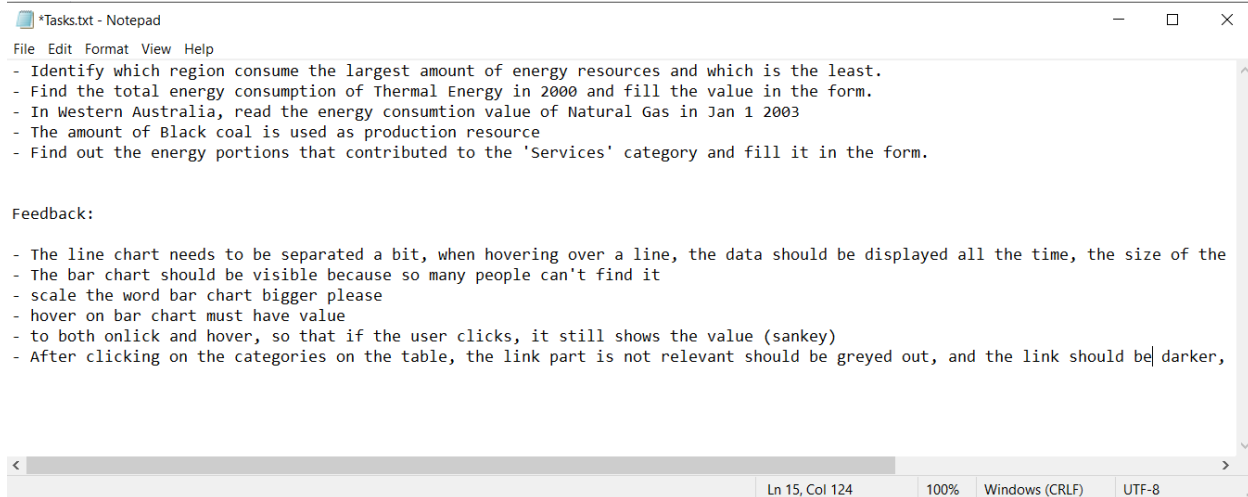 *Tasks.txt - Notepad
File Edit Format View Help
- Identify which region consume the largest amount of energy resources and which is the least.
- Find the total energy consumption of Thermal Energy in 2000 and fill the value in the form.
- In Western Australia, read the energy consumtion value of Natural Gas in Jan 1 2003
- The amount of Black coal is used as production resource
- Find out the energy portions that contributed to the 'Services' category and fill it in the form.
Feedback:
- The line chart needs to be separated a bit, when hovering over a line, the data should be displayed all the time, the size of the
- The bar chart should be visible because so many people can't find it
- scale the word bar chart bigger please
- hover on bar chart must have value
- to both onlick and hover, so that if the user clicks, it still shows the value (sankey)
- After clicking on the categories on the table, the link part is not relevant should be greyed out, and the link should be darker,
Ln 15, Col 124 100% Windows (CRLF) UTF-8